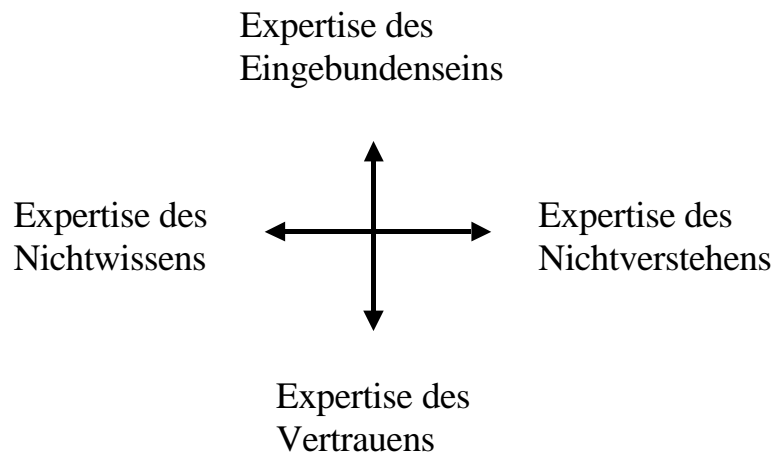 Expertise des
Eingebundenseins
Expertise des
Nichtwissens
Expertise des
Nichtverstehens
Expertise des
Vertrauens